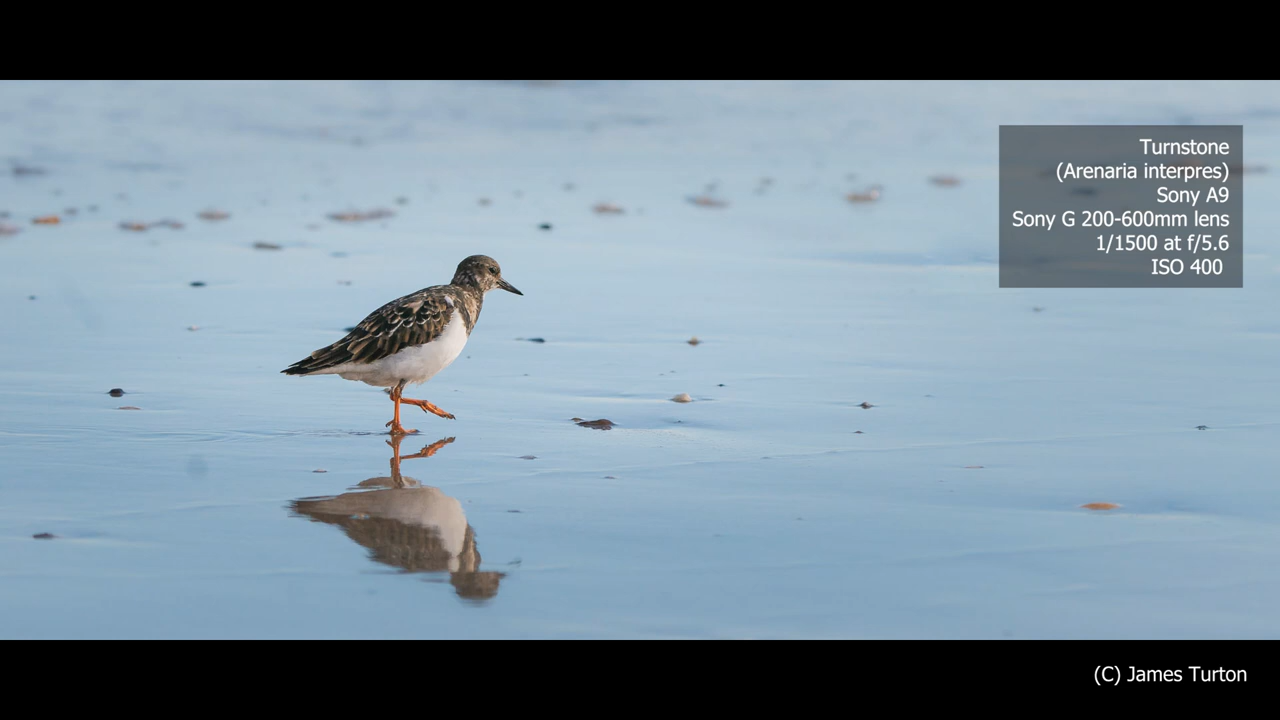 Turnstone
(Arenaria interpres)
Sony A9
Sony G 200-600mm lens
1/1500 at f/5.6
ISO 400
(C) James Turton